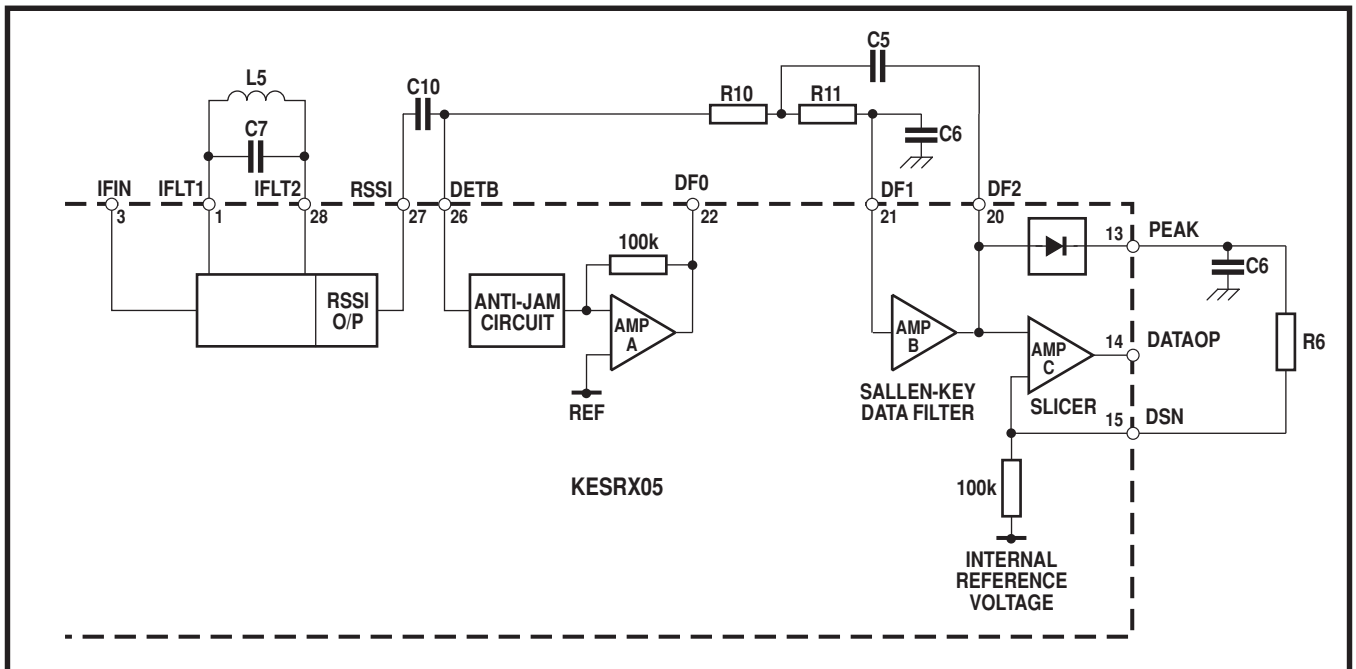 C5
L5
C10
R10
R11
C7
C6
IFIN
IFLT1
IFLT2
RSSI
DETB
DF0
DF1
DF2
3
1
28
27
26
22
21
20
13
PEAK
100k
C6
ANTI-JAM
CIRCUIT
RSSI
O/P
AMP
A
AMP
B
AMP
C
14
DATAOP
R6
REF
SALLEN-KEY
DATA FILTER
SLICER
15
DSN
KESRX05
100k
INTERNAL
REFERENCE
VOLTAGE